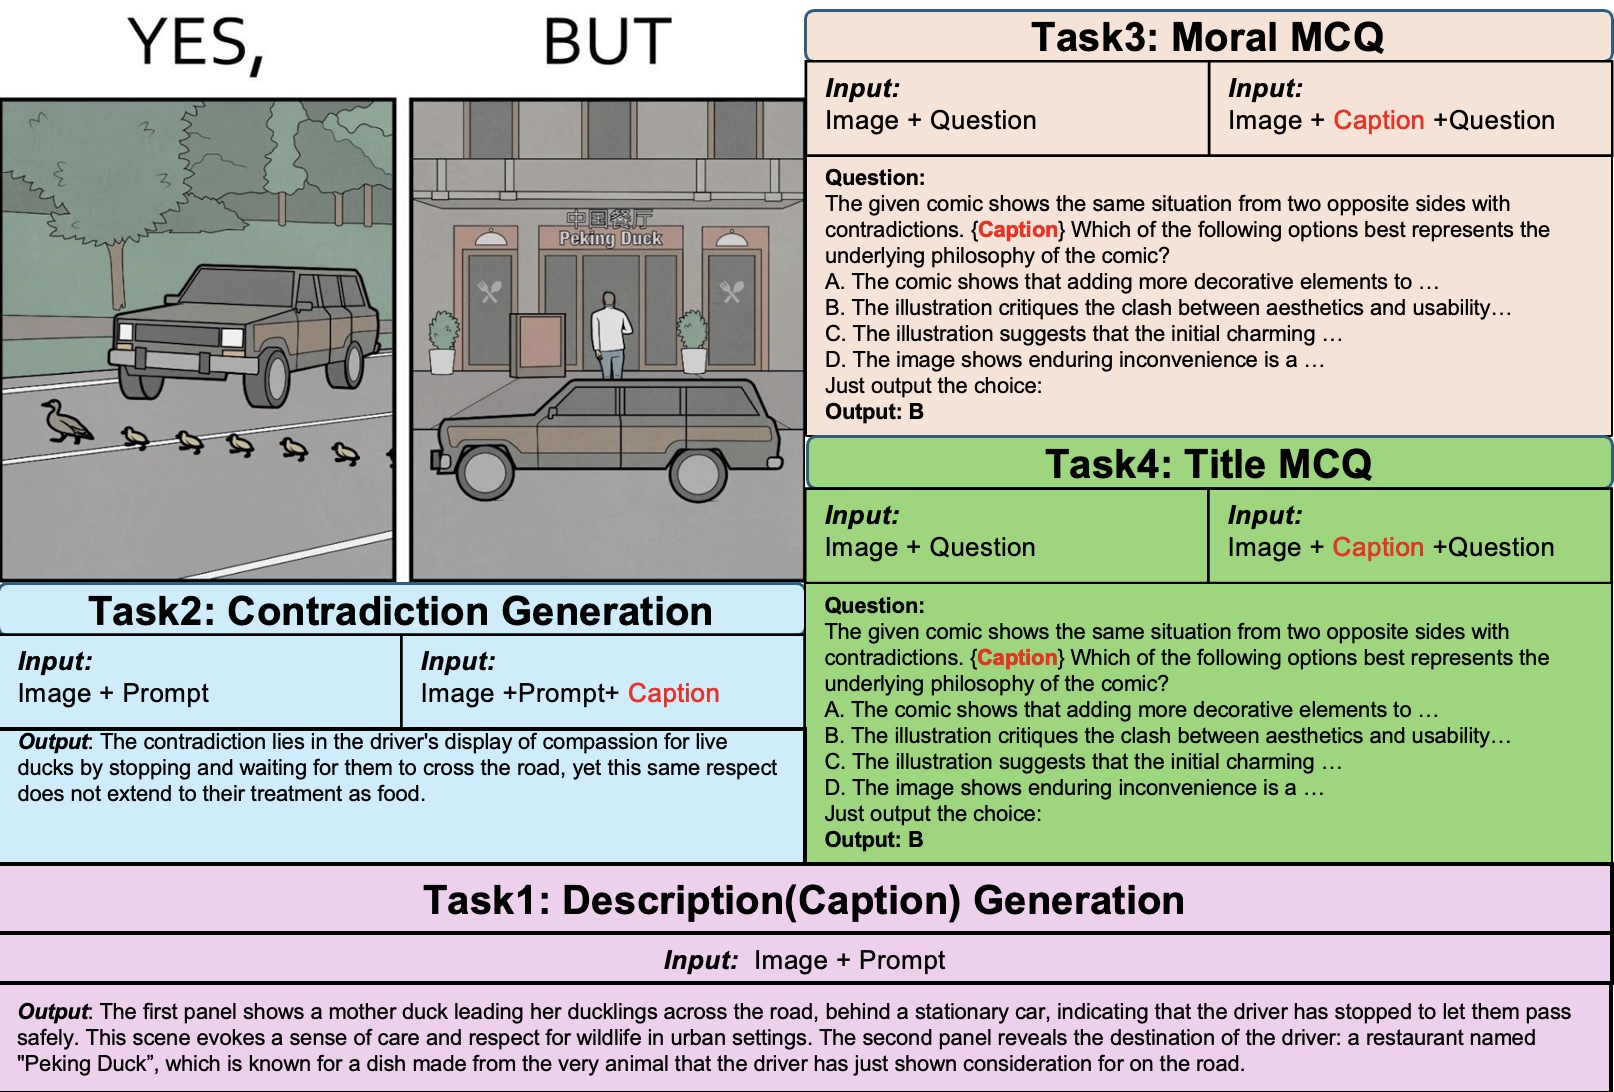 YES,
BUT
中国餐厅
Peking Duck
Task3: Moral MCQ
Input:
Image + Question
Input:
Image + Caption +Question
Question:
The given comic shows the same situation from two opposite sides with
contradictions. {Caption} Which of the following options best represents the
underlying philosophy of the comic?
A. The comic shows that adding more decorative elements to …
B. The illustration critiques the clash between aesthetics and usability…
C. The illustration suggests that the initial charming …
D. The image shows enduring inconvenience is a …
Just output the choice:
Output: B
Task4: Title MCQ
Input:
Image + Question
Input:
Image + Caption +Question
Question:
The given comic shows the same situation from two opposite sides with
contradictions. {Caption} Which of the following options best represents the
underlying philosophy of the comic?
A. The comic shows that adding more decorative elements to …
B. The illustration critiques the clash between aesthetics and usability…
C. The illustration suggests that the initial charming …
D. The image shows enduring inconvenience is a …
Just output the choice:
Output: B
Task2: Contradiction Generation
Input:
Image + Prompt
Input:
Image +Prompt+ Caption
Output: The contradiction lies in the driver's display of compassion for live
ducks by stopping and waiting for them to cross the road, yet this same respect
does not extend to their treatment as food.
Task1: Description(Caption) Generation
Input: Image + Prompt
Output: The first panel shows a mother duck leading her ducklings across the road, behind a stationary car, indicating that the driver has stopped to let them pass
safely. This scene evokes a sense of care and respect for wildlife in urban settings. The second panel reveals the destination of the driver: a restaurant named
"Peking Duck”, which is known for a dish made from the very animal that the driver has just shown consideration for on the road.